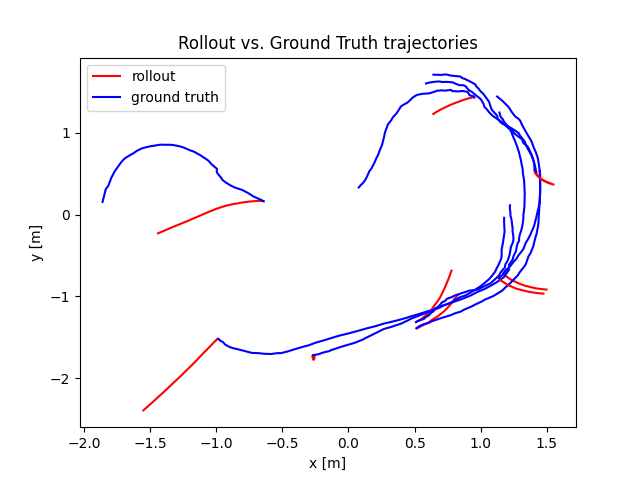 Rollout vs. Ground Truth trajectories
rollout
ground truth
1
0
−1
−2
y [m]
−2.0
−1.5
−1.0
−0.5
0.0
0.5
1.0
1.5
x [m]